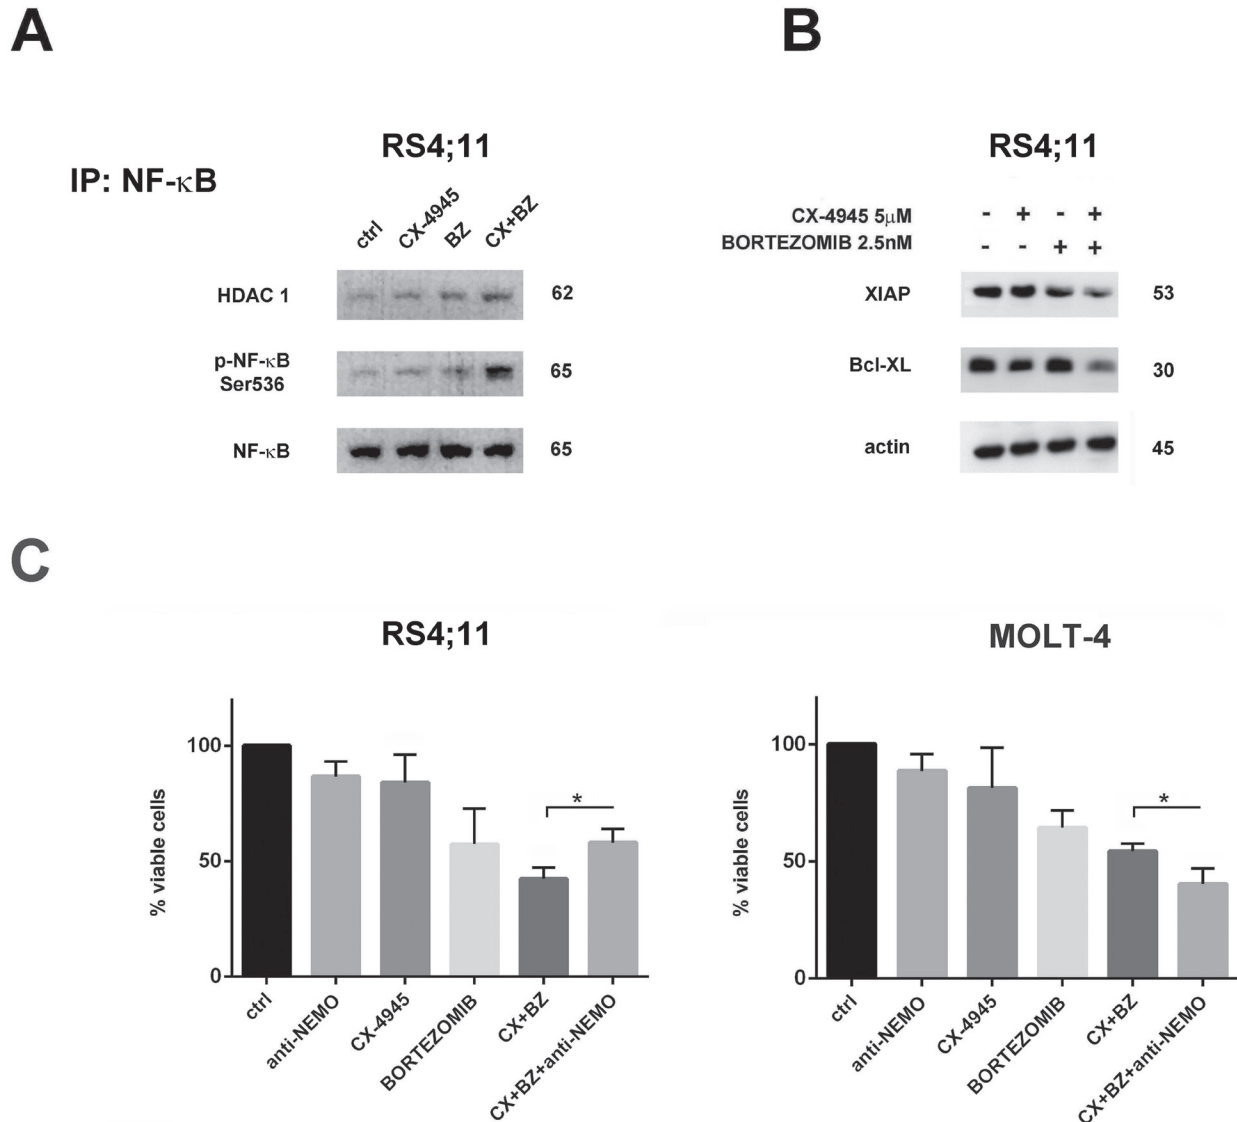 A
B
RS4;11
IP: NF-κB
ctrl
CX-4945
BZ
CX+BZ
HDAC 1
62
p-NF-κB
Ser536
65
NF-κB
65
RS4;11
CX-4945 5μM - + - +
BORTEZOMIB 2.5nM - - + +
XIAP
53
Bcl-XL
30
actin
45
C
RS4;11
% viable cells
100
50
0
*
ctrl
anti-NEMO
CX-4945
BORTEZOMIB
CX+BZ
CX+BZ+anti-NEMO
MOLT-4
% viable cells
100
50
0
*
ctrl
anti-NEMO
CX-4945
BORTEZOMIB
CX+BZ
CX+BZ+anti-NEMO